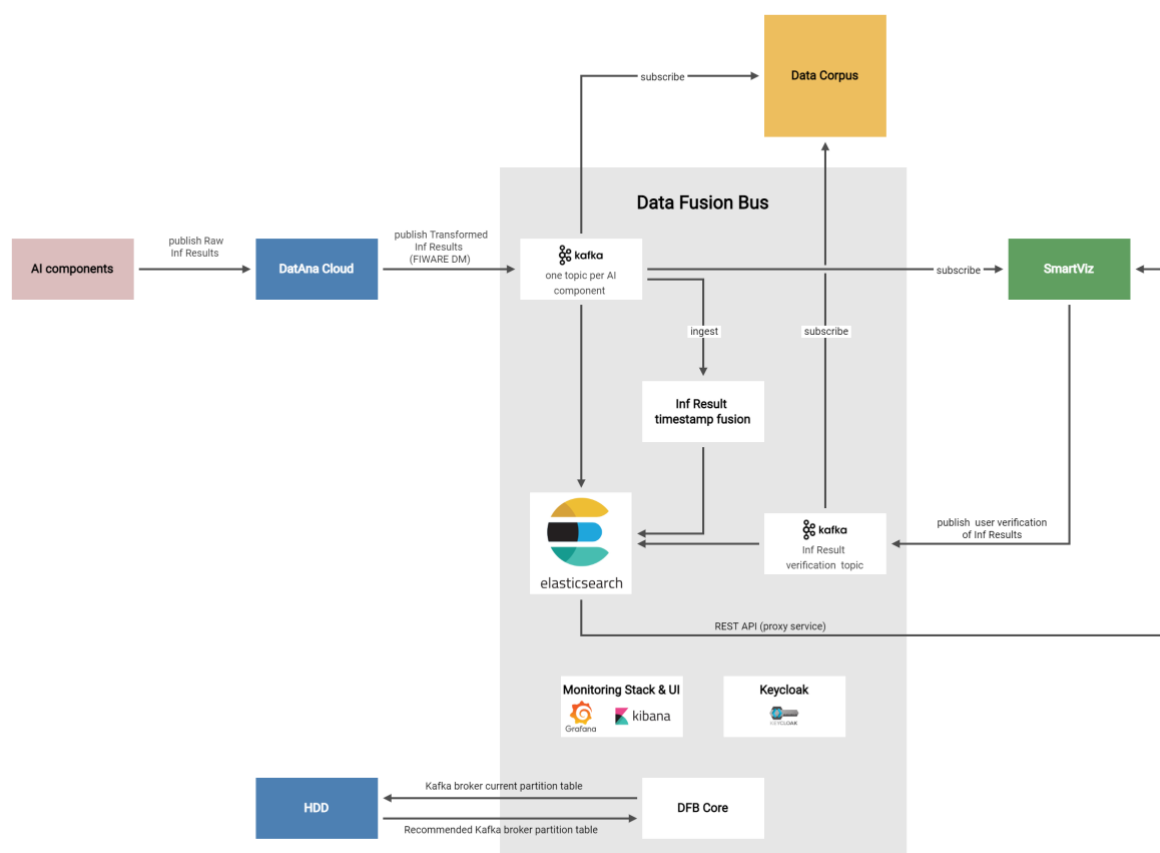 Data Corpus
subscribe
Data Fusion Bus
publish Raw
Inf Results
publish Transformed
Inf Results
(FIWARE DM)
AI components
DatAna Cloud
kafka
one topic per AI
component
subscribe
SmartViz
ingest
subscribe
Inf Result
timestamp fusion
elasticsearch
kafka
Inf Result
verification topic
publish user verification
of Inf Results
REST API (proxy service)
Monitoring Stack & UI
Grafana
kibana
Keycloak
KEYCLOAK
HDD
Kafka broker current partition table
Recommended Kafka broker partition table
DFB Core